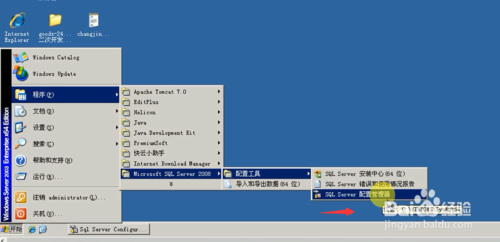 Internet Explorer
goods-24...
二次开发...
changjin...
Windows Catalog
Windows Update
程序(P)
文档(D)
设置(S)
搜索(C)
帮助和支持(H)
运行(R)...
注销 administrator(L)...
关机(U)...
Windows Server 2003 Enterprise x64 Edition
Apache Tomcat 7.0
EditPlus
Helicon
Java
Java Development Kit
PremiumSoft
快云小助手
Internet Download Manager
Microsoft SQL Server 2008
配置工具
导入和导出数据(64 位)
SQL Server 安装中心(64 位)
SQL Server 错误和使用情况报告
SQL Server 配置管理器
Baidu 经验
jingyan.baidu.com
开始
Sql Server Configur...